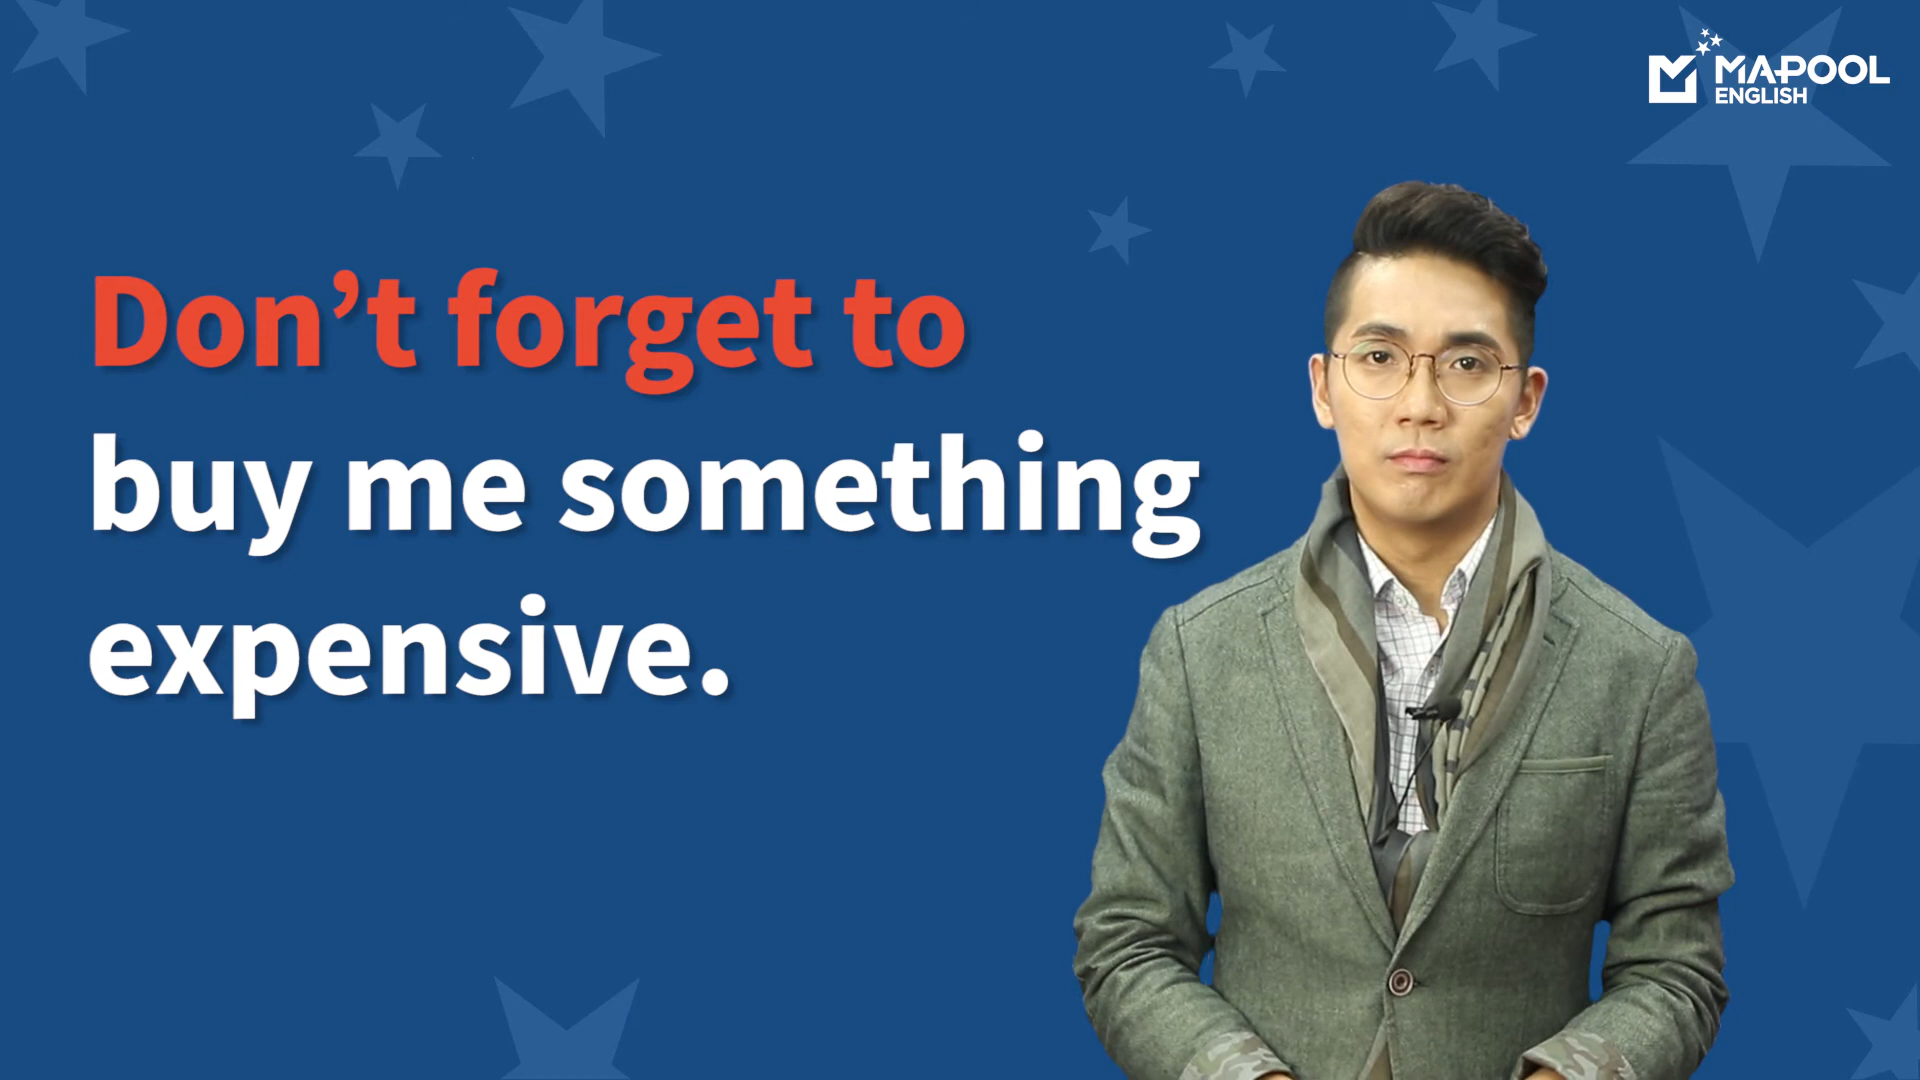 MAPOOL
ENGLISH
Don’t forget to
buy me something
expensive.